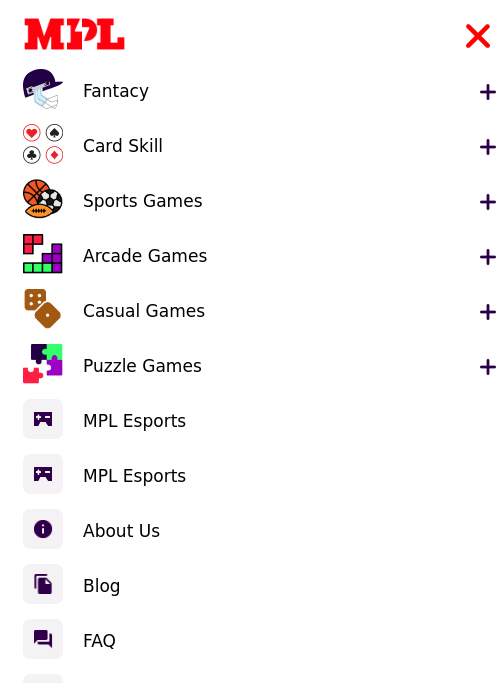 MPL
Fantacy
Card Skill
Sports Games
Arcade Games
Casual Games
Puzzle Games
MPL Esports
MPL Esports
About Us
Blog
FAQ